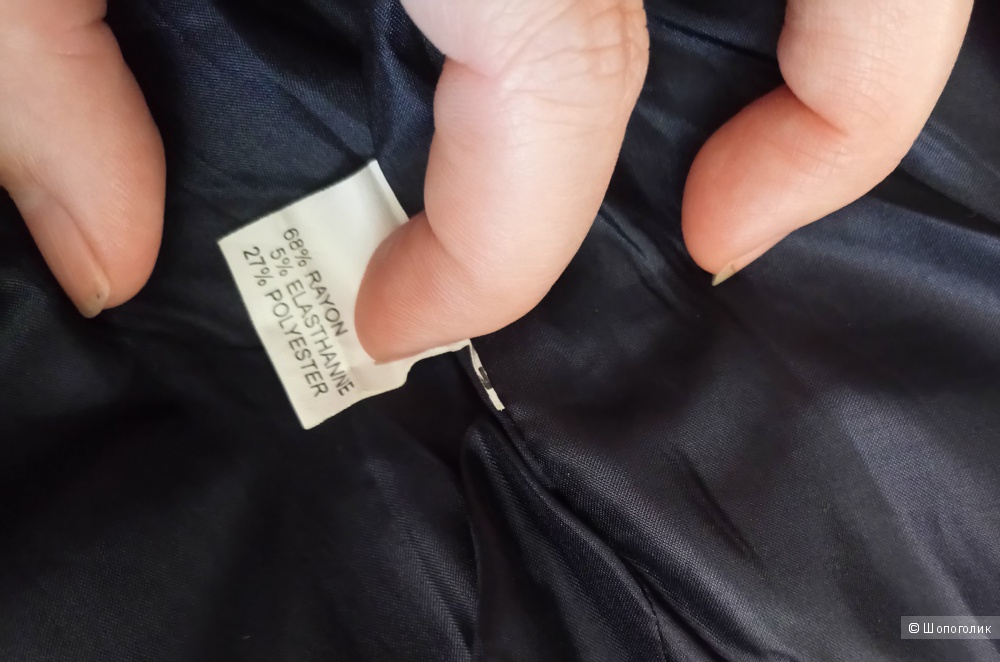 68% RAYON
5% ELASTHANNE
27% POLYESTER
© Шопоголик